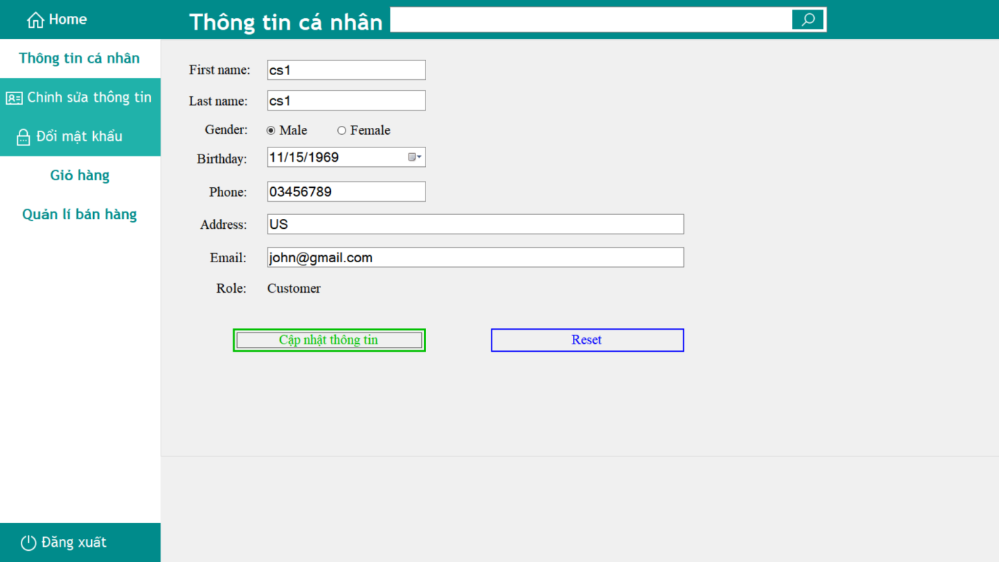 Home
Thông tin cá nhân
Thông tin cá nhân
Chỉnh sửa thông tin
Đổi mật khẩu
Giỏ hàng
Quản lí bán hàng
Đăng xuất
First name: cs1
Last name: cs1
Gender: Male Female
Birthday: 11/15/1969
Phone: 03456789
Address: US
Email: john@gmail.com
Role: Customer
Cập nhật thông tin Reset